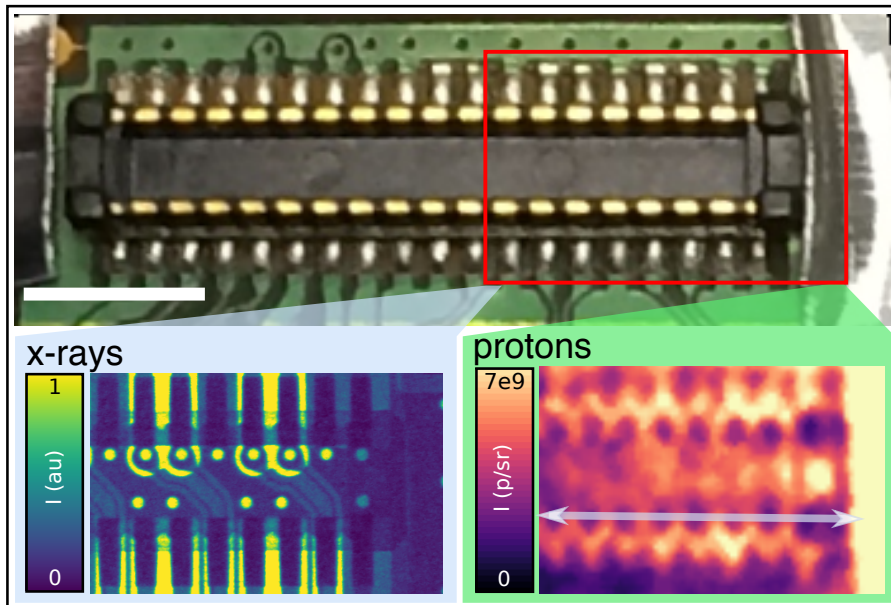 x-rays
protons
1
I (au)
0
7e9
I (p/sr)
0